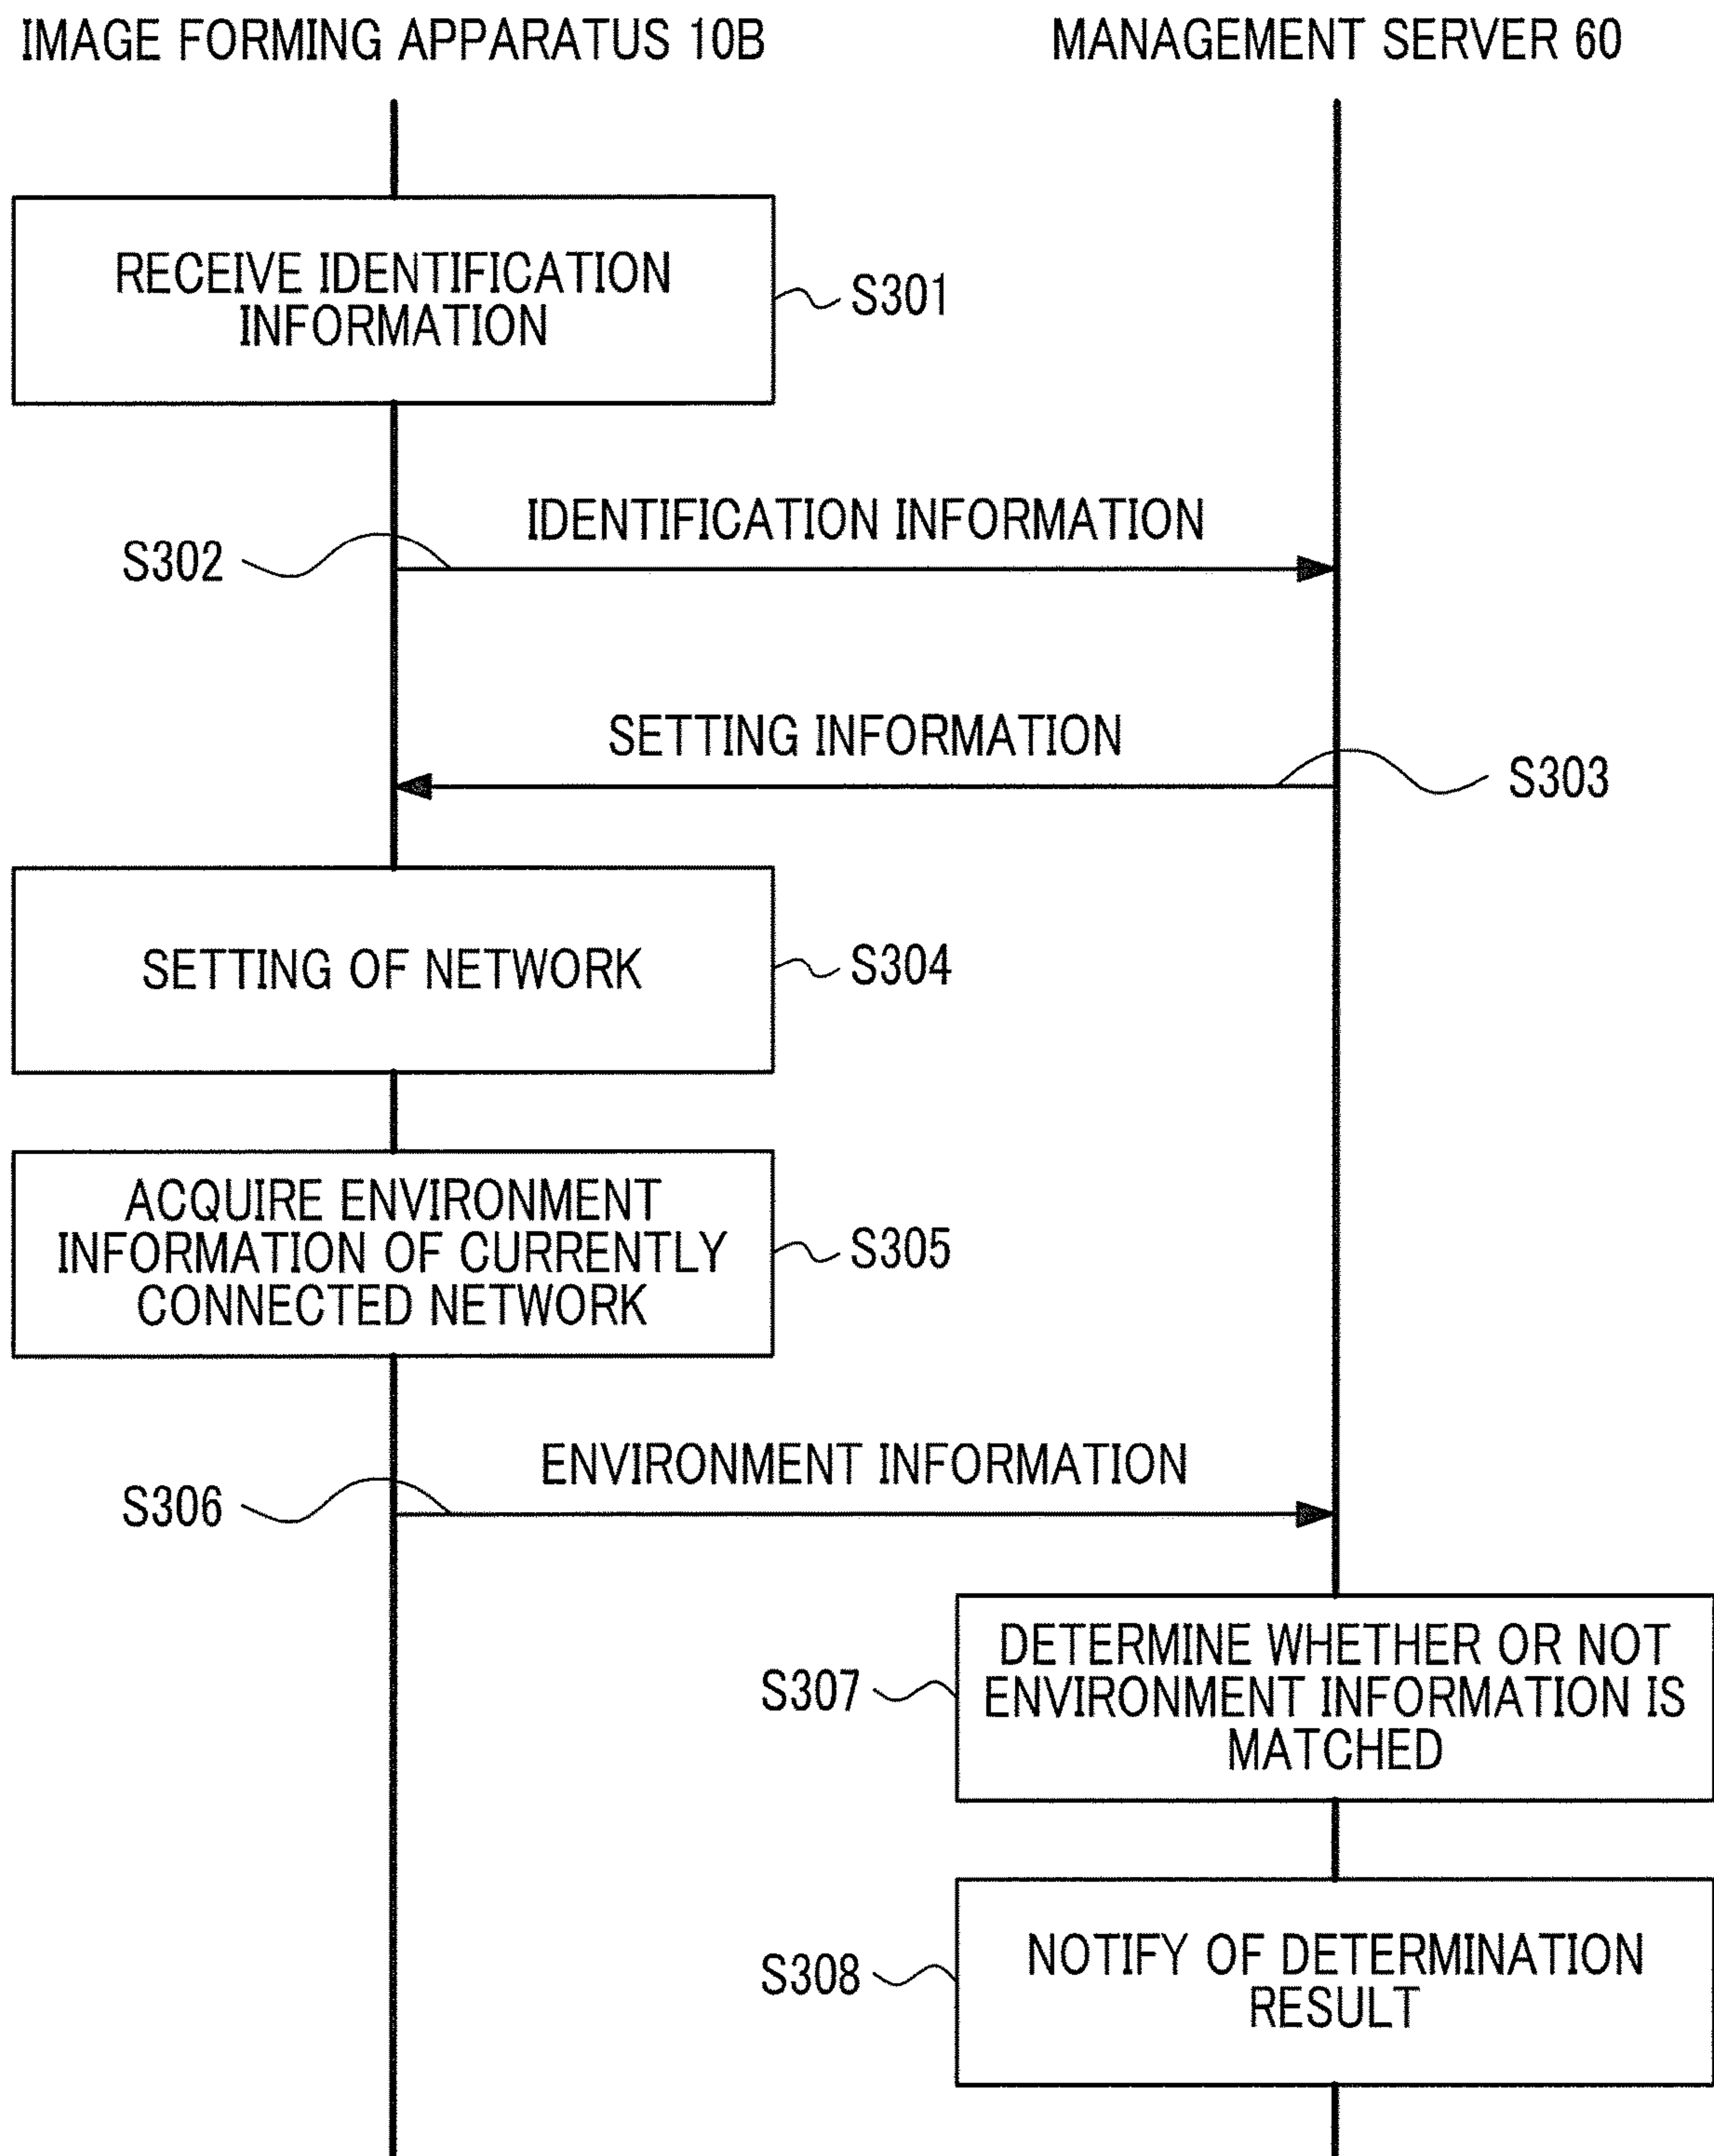 IMAGE FORMING APPARATUS 10B
MANAGEMENT SERVER 60
RECEIVE IDENTIFICATION
INFORMATION
S301
IDENTIFICATION INFORMATION
S302
SETTING INFORMATION
S303
SETTING OF NETWORK
S304
ACQUIRE ENVIRONMENT
INFORMATION OF CURRENTLY
CONNECTED NETWORK
S305
ENVIRONMENT INFORMATION
S306
DETERMINE WHETHER OR NOT
ENVIRONMENT INFORMATION IS
MATCHED
S307
NOTIFY OF DETERMINATION
RESULT
S308